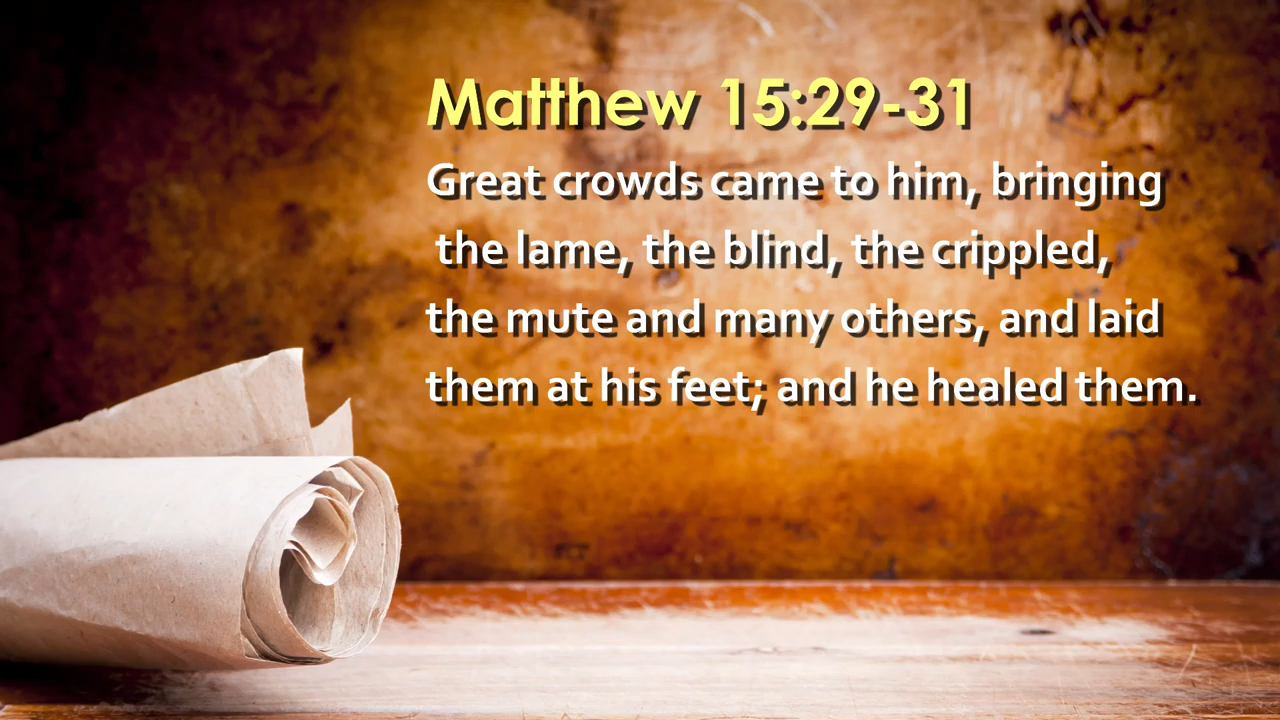 Matthew 15:29-31
Great crowds came to him, bringing
the lame, the blind, the crippled,
the mute and many others, and laid
them at his feet; and he healed them.